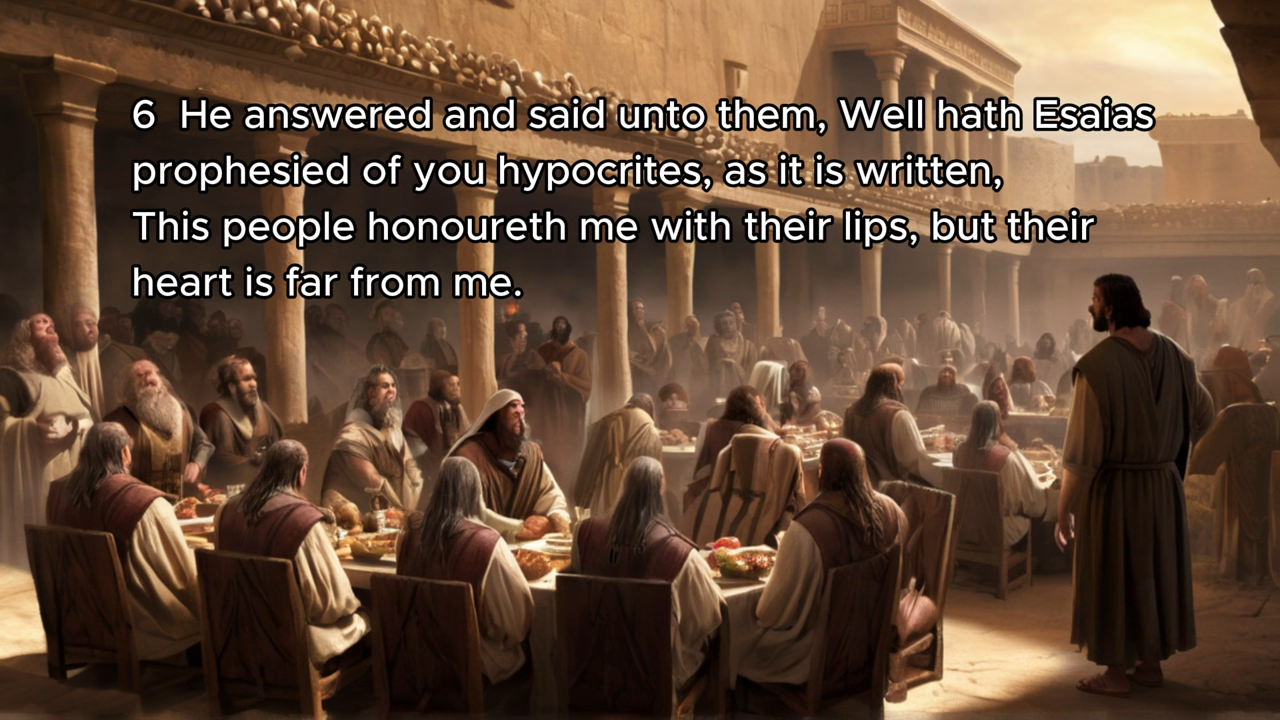 6  He answered and said unto them, Well hath Esaias
prophesied of you hypocrites, as it is written,
This people honoureth me with their lips, but their
heart is far from me.